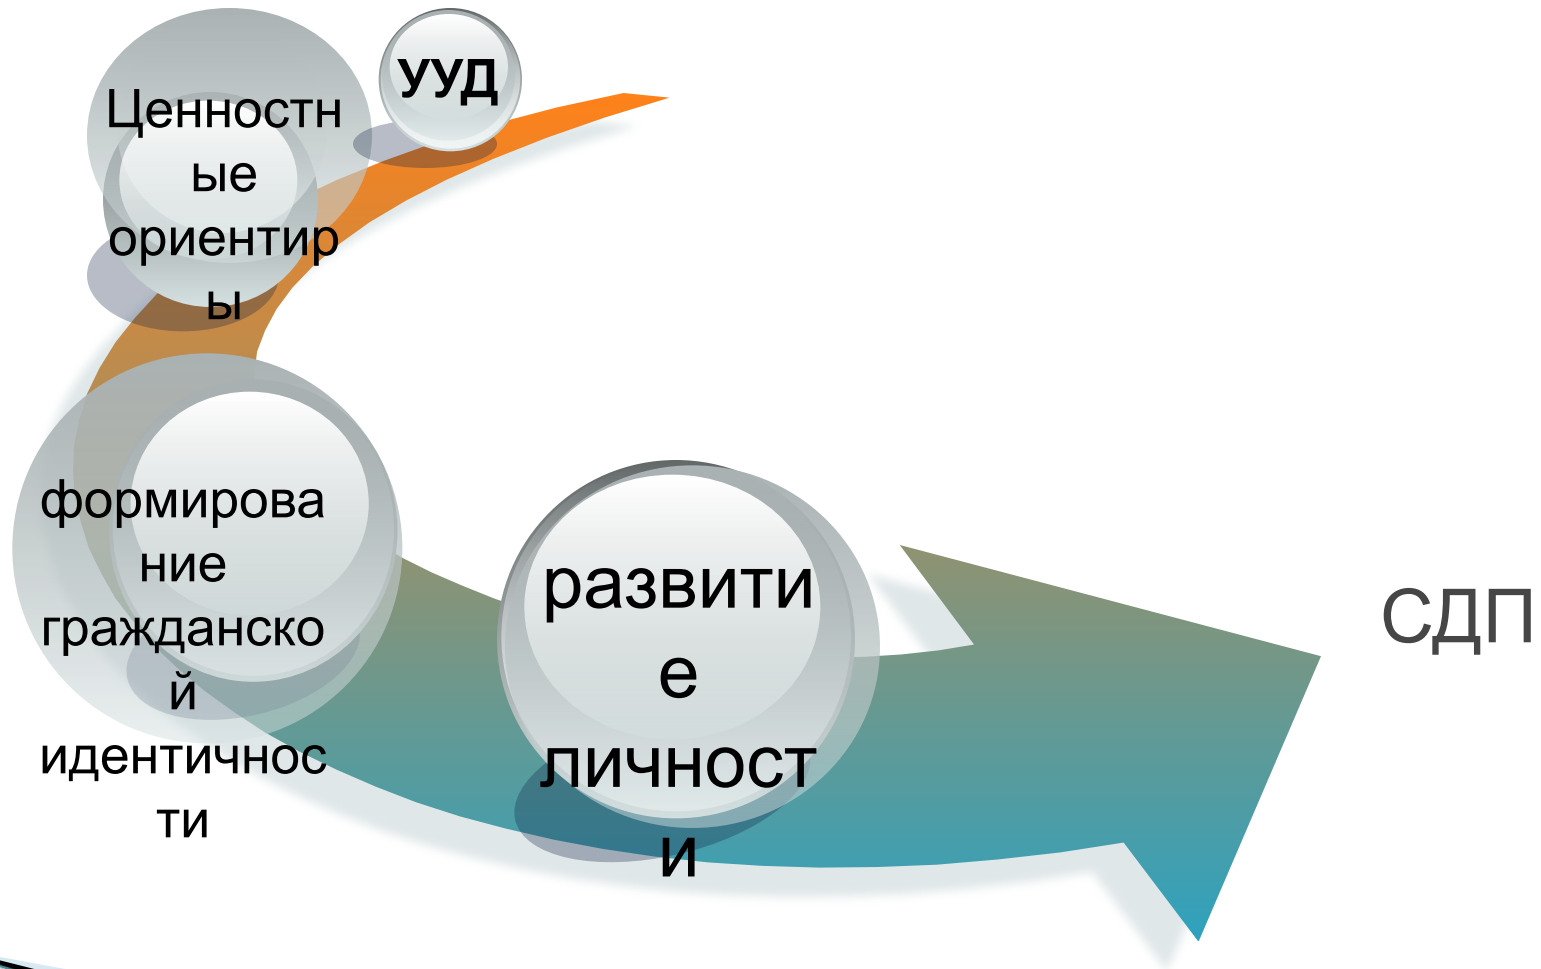 УУД
Ценностн
ые
ориентир
ы
формирова
ние
гражданско
й
идентичнос
ти
развити
е
личност
и
СДП